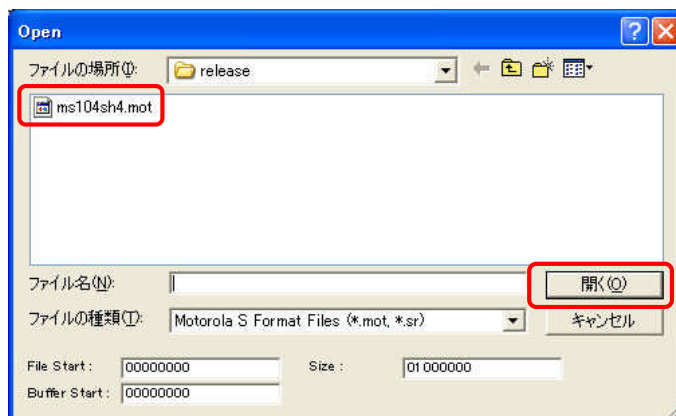 Open
ファイルの場所(I): release
ms104sh4.mot
ファイル名(N): 開く(O)
ファイルの種類(T): Motorola S Format Files (*.mot, *.sr) キャンセル
File Start : 00000000 Size : 01000000
Buffer Start : 00000000